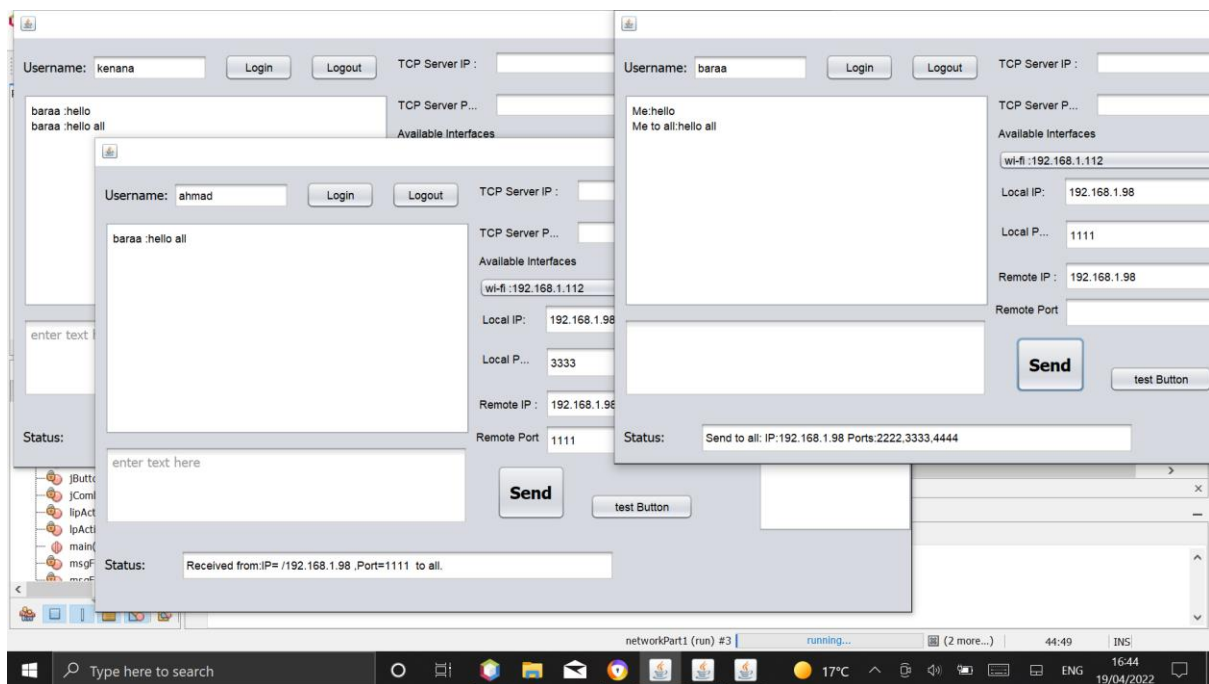 Username: kenana Login Logout TCP Server IP :
baraa :hello
baraa :hello all
TCP Server P...
Available Interfaces
enter text
Status:
Username: baraa Login Logout TCP Server IP :
Me:hello
Me to all:hello all
TCP Server P...
Available Interfaces
wi-fi :192.168.1.112
Local IP: 192.168.1.98
Local P... 1111
Remote IP : 192.168.1.98
Remote Port
Send
test Button
Status: Send to all: IP:192.168.1.98 Ports:2222,3333,4444
Username: ahmad Login Logout TCP Server IP :
baraa :hello all
TCP Server P...
Available Interfaces
wi-fi :192.168.1.112
Local IP: 192.168.1.98
Local P... 3333
Remote IP : 192.168.1.98
Remote Port 1111
enter text here
Send
test Button
Status: Received from:IP= /192.168.1.98 ,Port=1111 to all.
jButto
jComl
lipAct
lpActi
main(
msgF
networkPart1 (run) #3 running... (2 more...) 44:49 INS
Type here to search 17°C ENG 16:44
19/04/2022